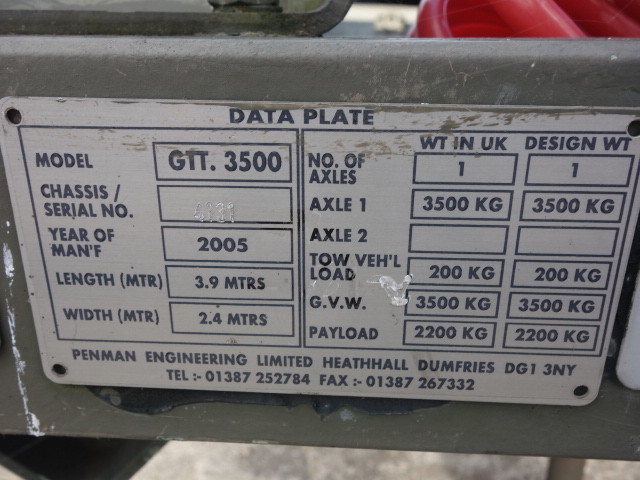 DATA PLATE
MODEL GTT. 3500
CHASSIS / SERIAL NO. 4131
YEAR OF MAN'F 2005
LENGTH (MTR) 3.9 MTRS
WIDTH (MTR) 2.4 MTRS
WT IN UK DESIGN WT
NO. OF AXLES 1 1
AXLE 1 3500 KG 3500 KG
AXLE 2
TOW VEH'L LOAD 200 KG 200 KG
G.V.W. 3500 KG 3500 KG
PAYLOAD 2200 KG 2200 KG
PENMAN ENGINEERING LIMITED HEATHHALL DUMFRIES DG1 3NY
TEL :- 01387 252784 FAX :- 01387 267332